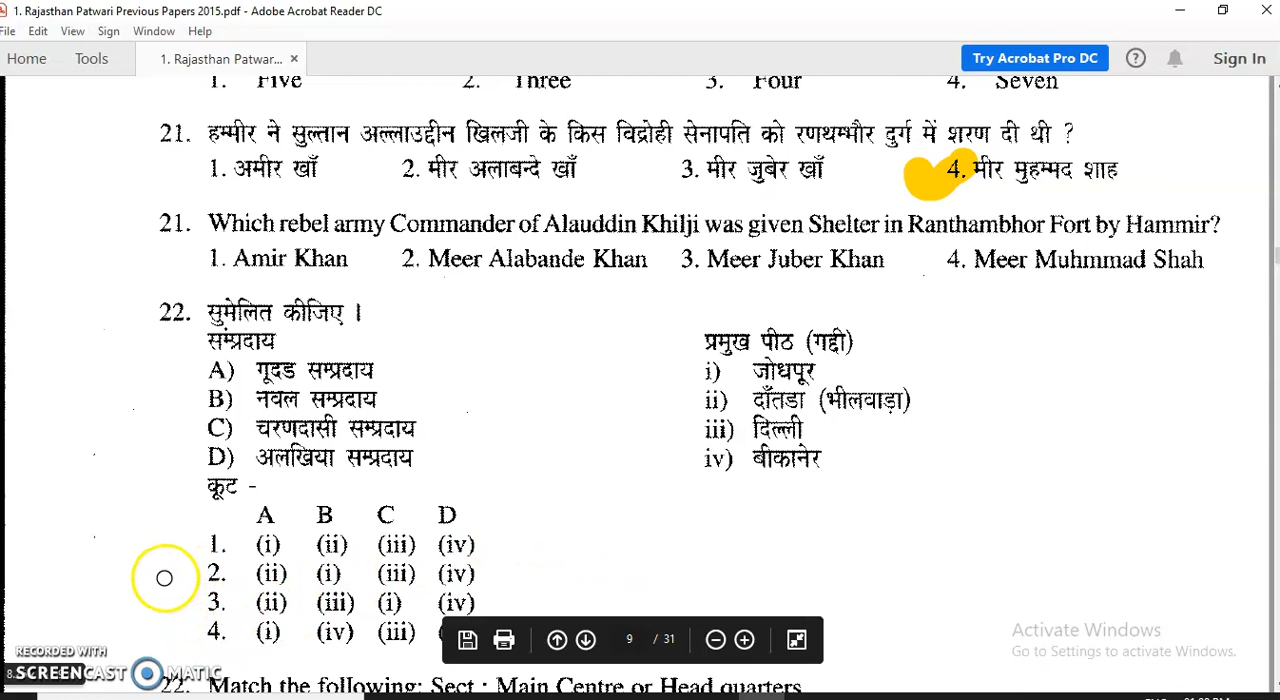 1. Rajasthan Patwari Previous Papers 2015.pdf - Adobe Acrobat Reader DC
File Edit View Sign Window Help
Home Tools 1. Rajasthan Patwar... × Try Acrobat Pro DC ? Sign In
1. Five 2. Three 3. Four 4. Seven
21. हम्मीर ने सुल्तान अल्लाउद्दीन खिलजी के किस विद्रोही सेनापति को रणथम्भौर दुर्ग में शरण दी थी ?
1. अमीर खाँ 2. मीर अलाबन्दे खाँ 3. मीर जुबेर खाँ 4. मीर मुहम्मद शाह
21. Which rebel army Commander of Alauddin Khilji was given Shelter in Ranthambhor Fort by Hammir?
1. Amir Khan 2. Meer Alabande Khan 3. Meer Juber Khan 4. Meer Muhmmad Shah
22. सुमेलित कीजिए ।
संप्रदाय प्रमुख पीठ (गद्दी)
A) गूदड सम्प्रदाय i) जोधपूर
B) नवल सम्प्रदाय ii) दाँतडा (भीलवाड़ा)
C) चरणदासी सम्प्रदाय iii) दिल्ली
D) अलखिया सम्प्रदाय iv) बीकानेर
कूट -
A B C D
1. (i) (ii) (iii) (iv)
2. (ii) (i) (iii) (iv)
3. (ii) (iii) (i) (iv)
4. (i) (iv) (iii)
9 / 31
Activate Windows
Go to Settings to activate Windows.
RECORDED WITH
SCREENCAST MATIC
22. Match the following: Sect : Main Centre or Head quarters